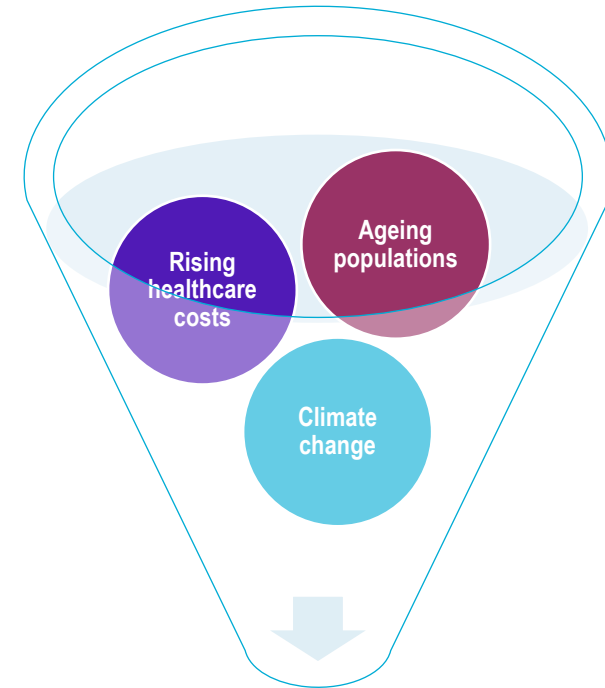 Ageing
populations
Rising
healthcare
costs
Climate
change